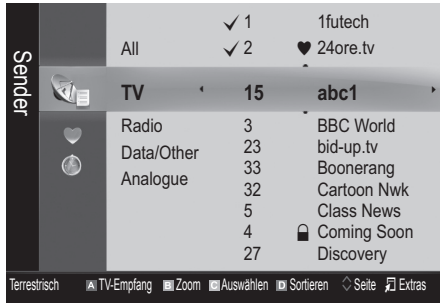 Sender
✓ 1 1futech
All ✓ 2 ♥ 24ore.tv
TV 15 abc1
Radio 3 BBC World
Data/Other 23 bid-up.tv
Analogue 33 Boonerang
32 Cartoon Nwk
5 Class News
4 Coming Soon
27 Discovery
Terrestrisch A TV-Empfang B Zoom C Auswählen D Sortieren Seite Extras